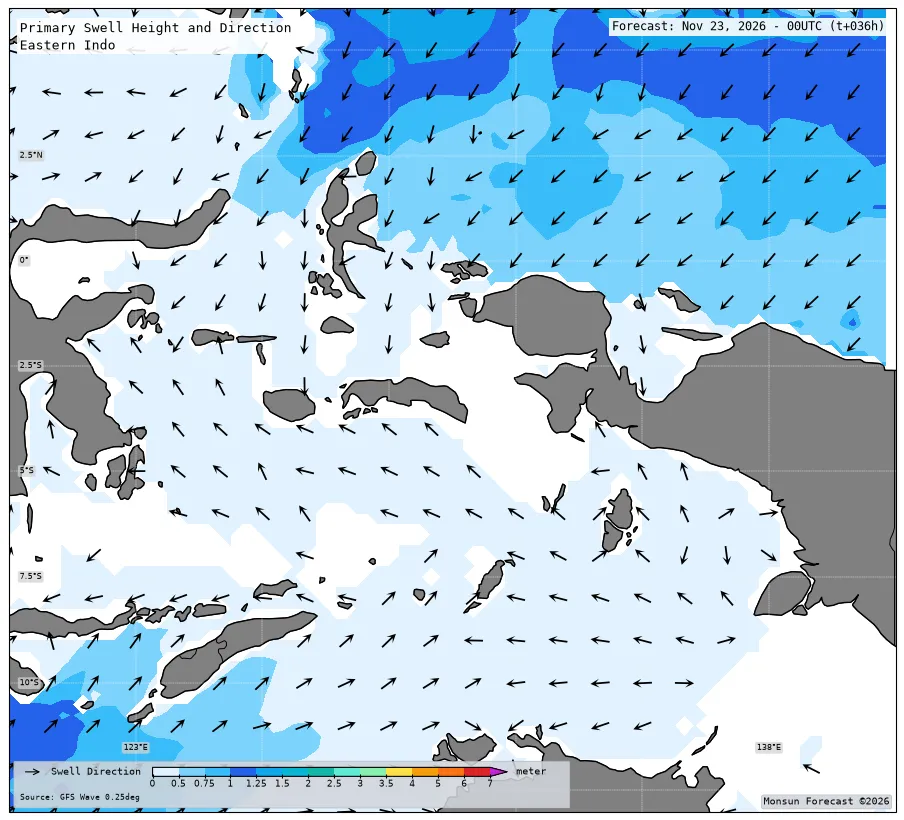 Primary Swell Height and Direction
Eastern Indo
Forecast: Nov 23, 2026 - 00UTC (t+036h)
2.5°N
0°
2.5°S
5°S
7.5°S
10°S
123°E
138°E
Swell Direction
meter
0 0.5 0.75 1 1.25 1.5 2 2.5 3 3.5 4 5 6 7
Source: GFS Wave 0.25deg
Monsun Forecast ©2026